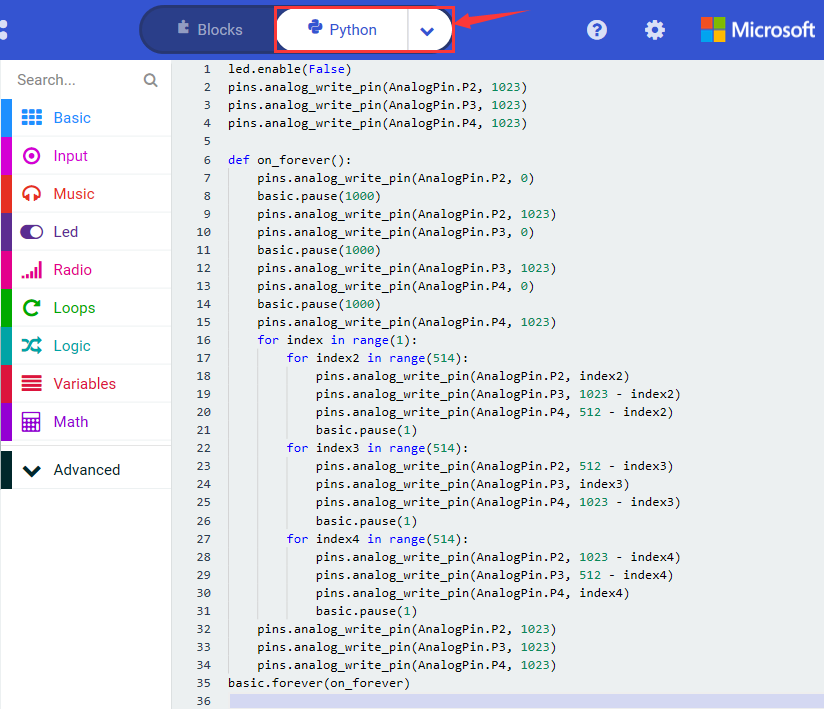 Blocks
Python
Microsoft
Search...
Basic
Input
Music
Led
Radio
Loops
Logic
Variables
Math
Advanced
1 led.enable(False)
2 pins.analog_write_pin(AnalogPin.P2, 1023)
3 pins.analog_write_pin(AnalogPin.P3, 1023)
4 pins.analog_write_pin(AnalogPin.P4, 1023)
5
6 def on_forever():
7     pins.analog_write_pin(AnalogPin.P2, 0)
8     basic.pause(1000)
9     pins.analog_write_pin(AnalogPin.P2, 1023)
10     pins.analog_write_pin(AnalogPin.P3, 0)
11     basic.pause(1000)
12     pins.analog_write_pin(AnalogPin.P3, 1023)
13     pins.analog_write_pin(AnalogPin.P4, 0)
14     basic.pause(1000)
15     pins.analog_write_pin(AnalogPin.P4, 1023)
16     for index in range(1):
17         for index2 in range(514):
18             pins.analog_write_pin(AnalogPin.P2, index2)
19             pins.analog_write_pin(AnalogPin.P3, 1023 - index2)
20             pins.analog_write_pin(AnalogPin.P4, 512 - index2)
21             basic.pause(1)
22         for index3 in range(514):
23             pins.analog_write_pin(AnalogPin.P2, 512 - index3)
24             pins.analog_write_pin(AnalogPin.P3, index3)
25             pins.analog_write_pin(AnalogPin.P4, 1023 - index3)
26             basic.pause(1)
27         for index4 in range(514):
28             pins.analog_write_pin(AnalogPin.P2, 1023 - index4)
29             pins.analog_write_pin(AnalogPin.P3, 512 - index4)
30             pins.analog_write_pin(AnalogPin.P4, index4)
31             basic.pause(1)
32     pins.analog_write_pin(AnalogPin.P2, 1023)
33     pins.analog_write_pin(AnalogPin.P3, 1023)
34     pins.analog_write_pin(AnalogPin.P4, 1023)
35 basic.forever(on_forever)
36